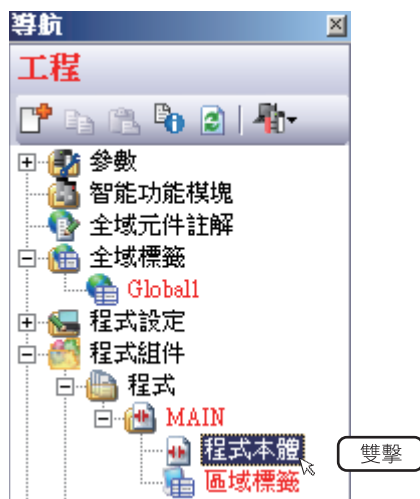 導航
工程
參數
智能功能模塊
全域元件註解
全域標籤
Global1
程式設定
程式組件
程式
MAIN
程式本體
雙擊
區域標籤